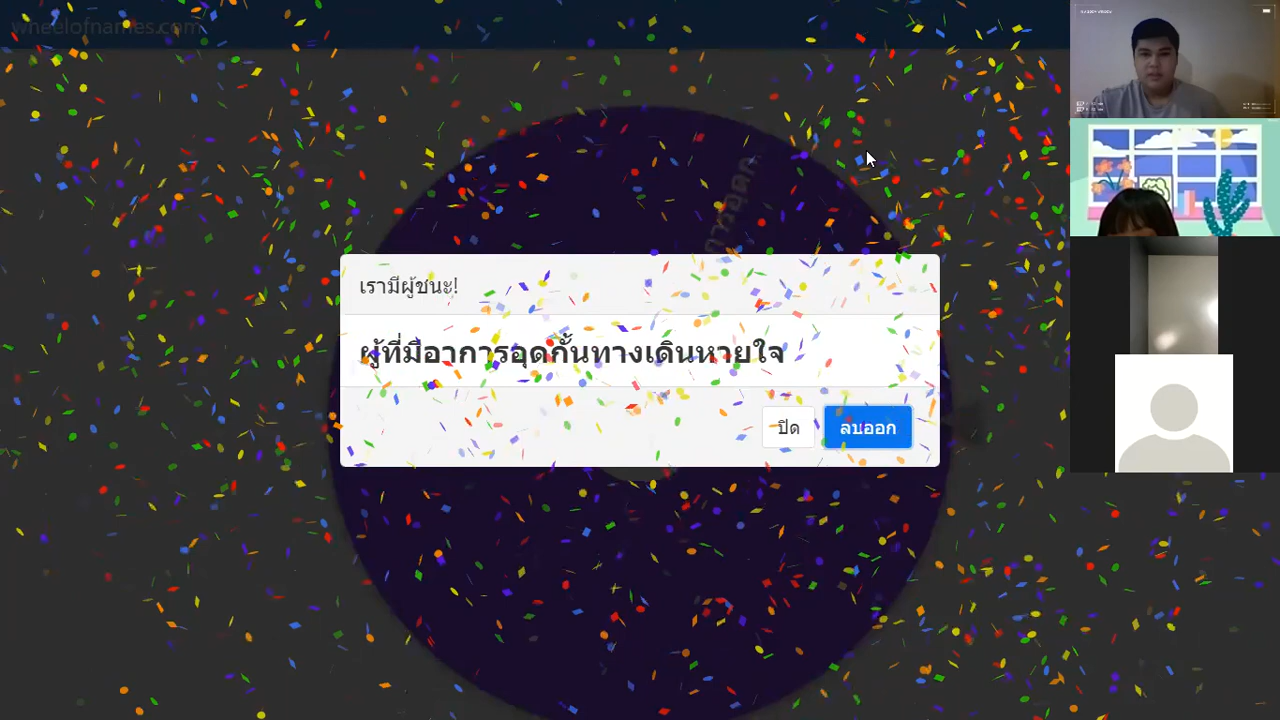 wheelofnames.com
เรามีผู้ชนะ!
ผู้ที่มีอาการอุดกั้นทางเดินหายใจ
ปิด
ลบออก